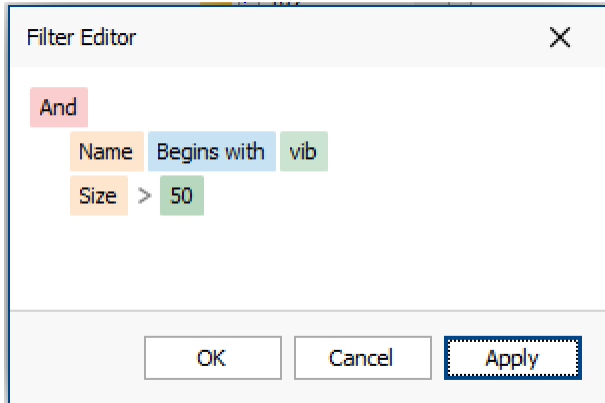 Filter Editor
And
Name Begins with vib
Size > 50
OK Cancel Apply